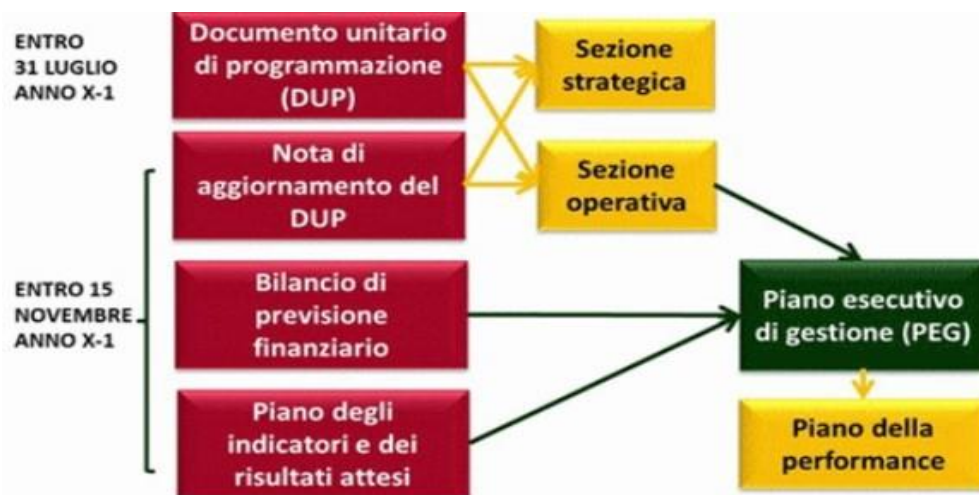 ENTRO
31 LUGLIO
ANNO X-1
Documento unitario
di programmazione
(DUP)
Sezione
strategica
Nota di
aggiornamento del
DUP
Sezione
operativa
ENTRO 15
NOVEMBRE
ANNO X-1
Bilancio di
previsione
finanziario
Piano esecutivo
di gestione (PEG)
Piano degli
indicatori e dei
risultati attesi
Piano della
performance